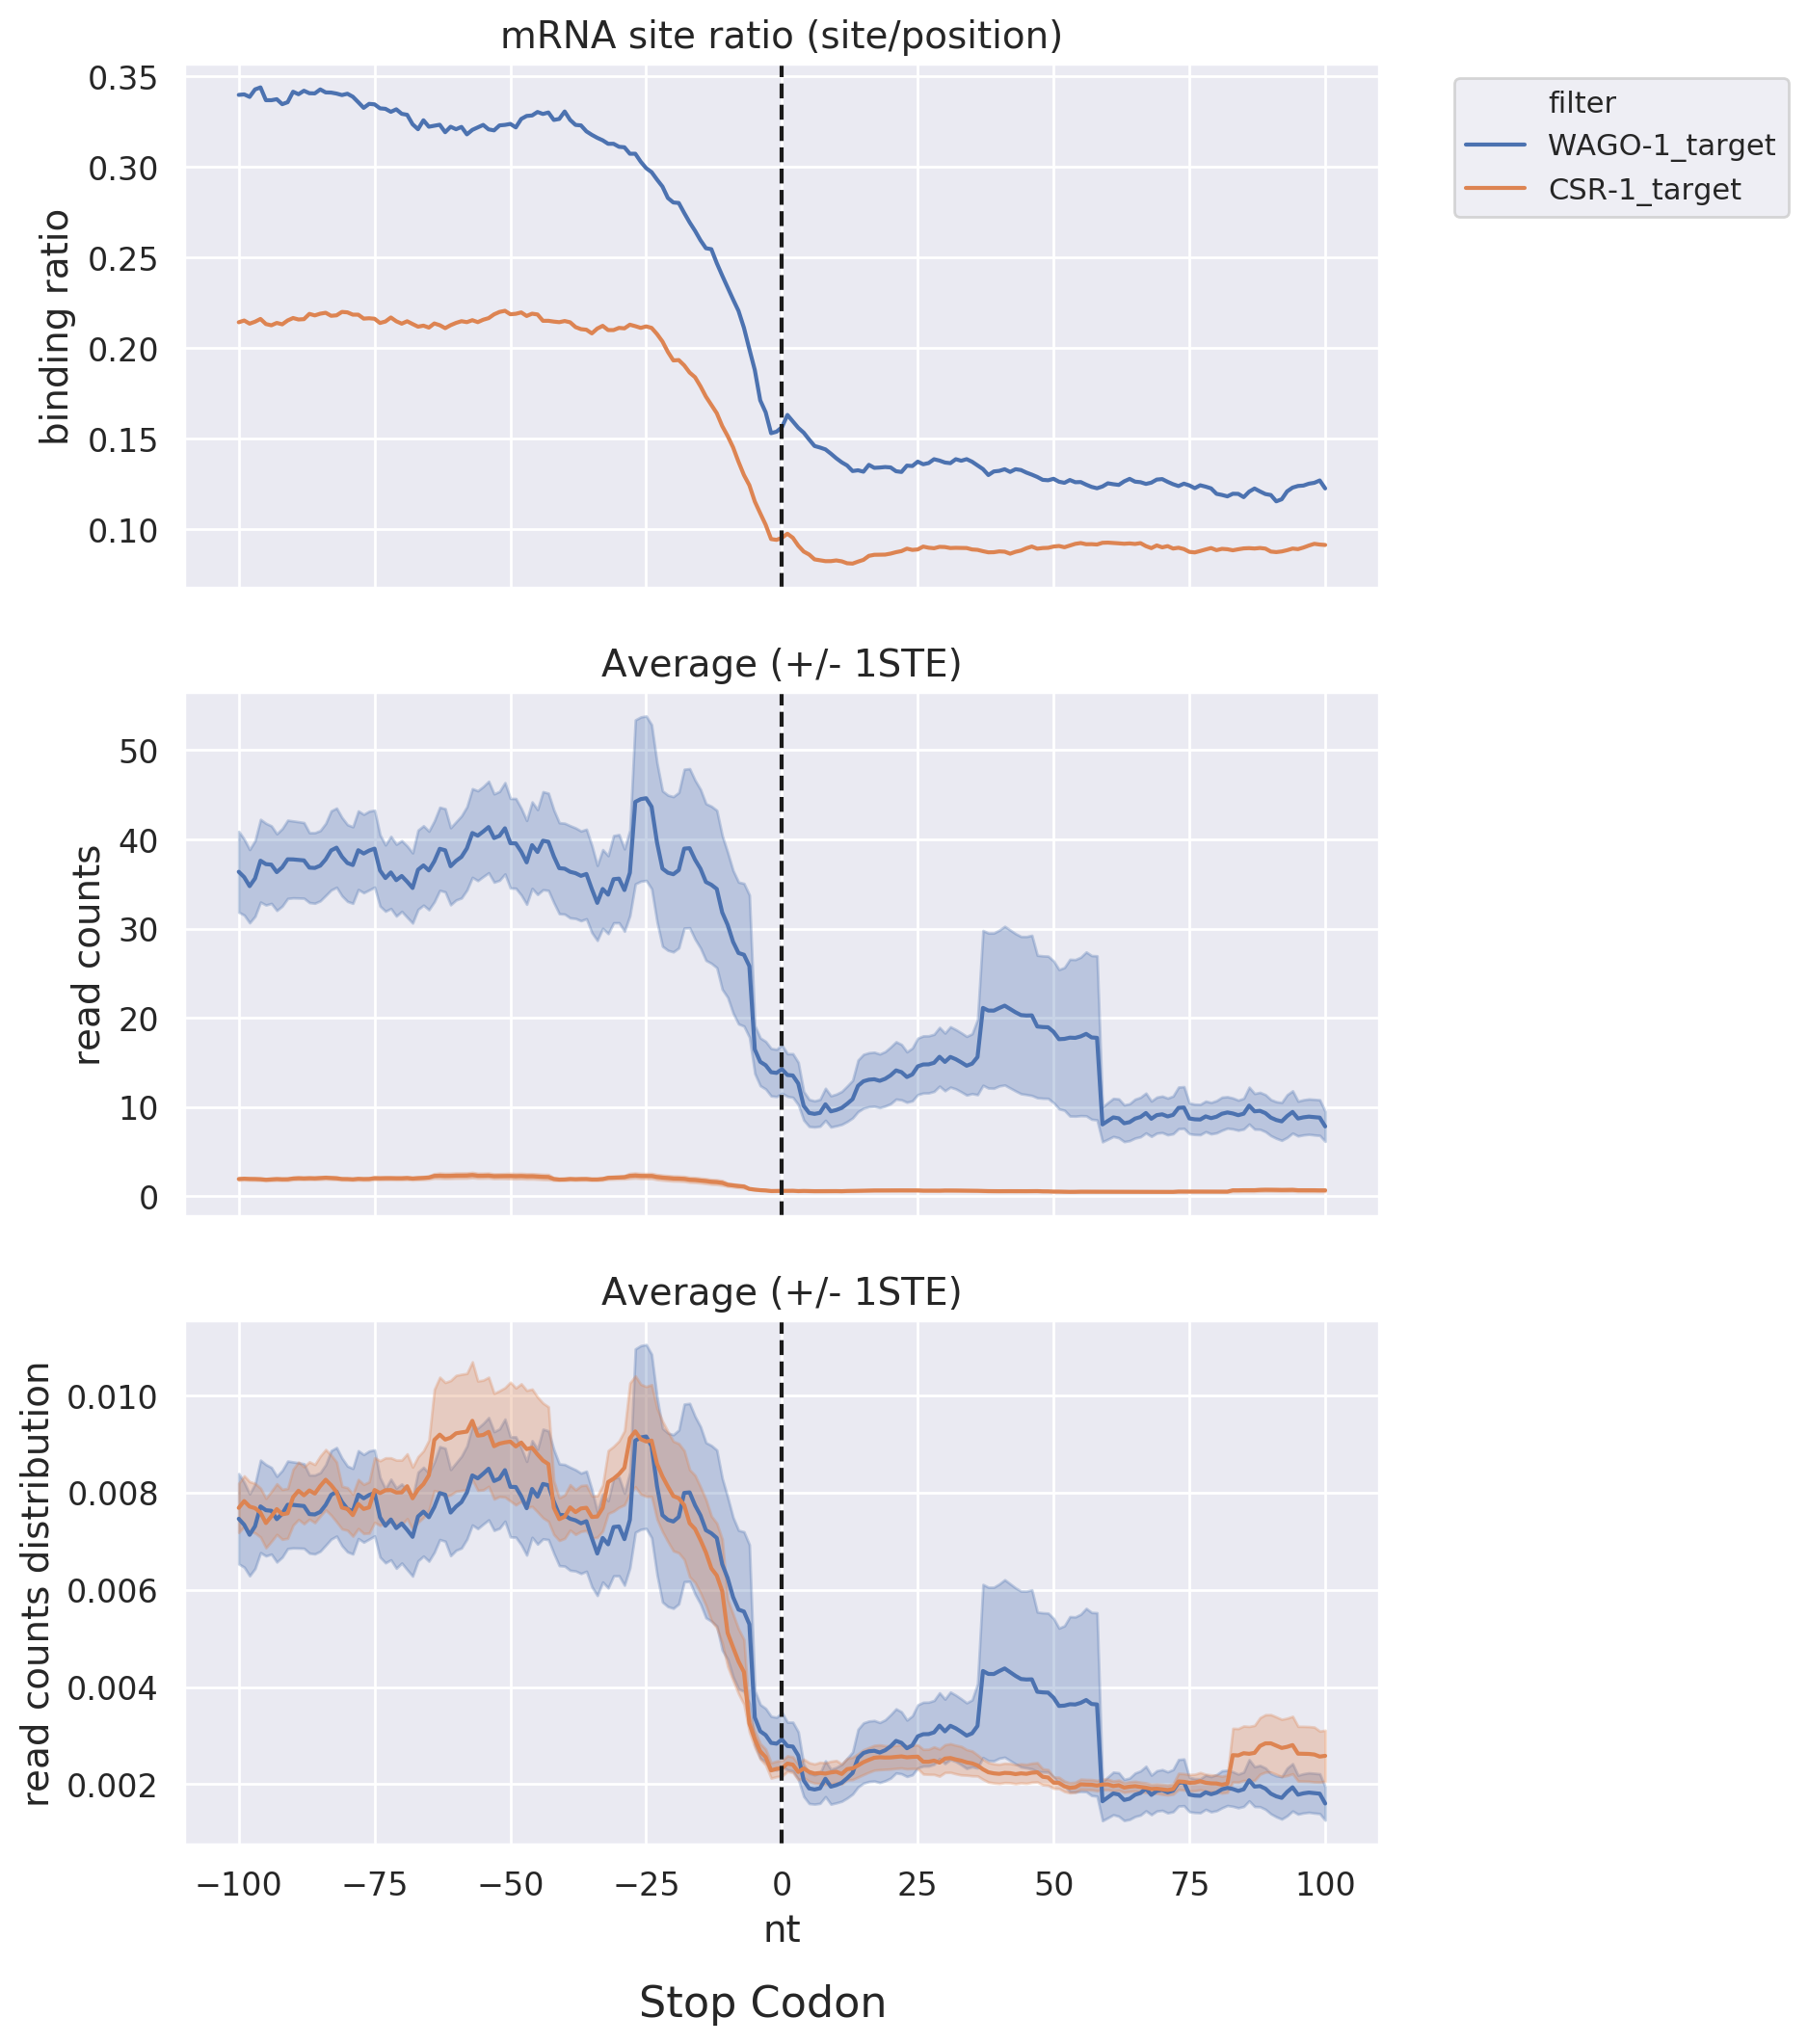 mRNA site ratio (site/position)
0.35
0.30
0.25
0.20
0.15
0.10
binding ratio
filter
WAGO-1_target
CSR-1_target
Average (+/- 1STE)
50
40
30
20
10
0
read counts
Average (+/- 1STE)
0.010
0.008
0.006
0.004
0.002
read counts distribution
−100 −75 −50 −25 0 25 50 75 100
nt
Stop Codon